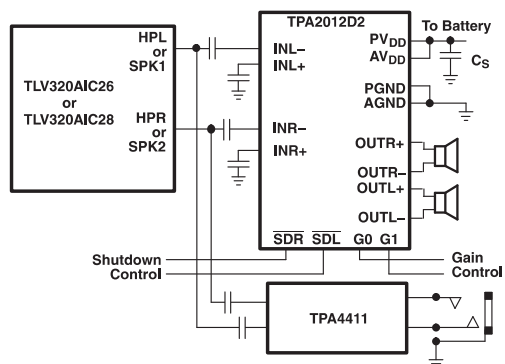 TPA2012D2
To Battery
HPL
or
SPK1
INL−
INL+
PVDD
AVDD
CS
TLV320AIC26
or
TLV320AIC28
PGND
AGND
HPR
or
SPK2
INR−
INR+
OUTR+
OUTR−
OUTL+
OUTL−
SDR SDL G0 G1
Shutdown
Control
Gain
Control
TPA4411